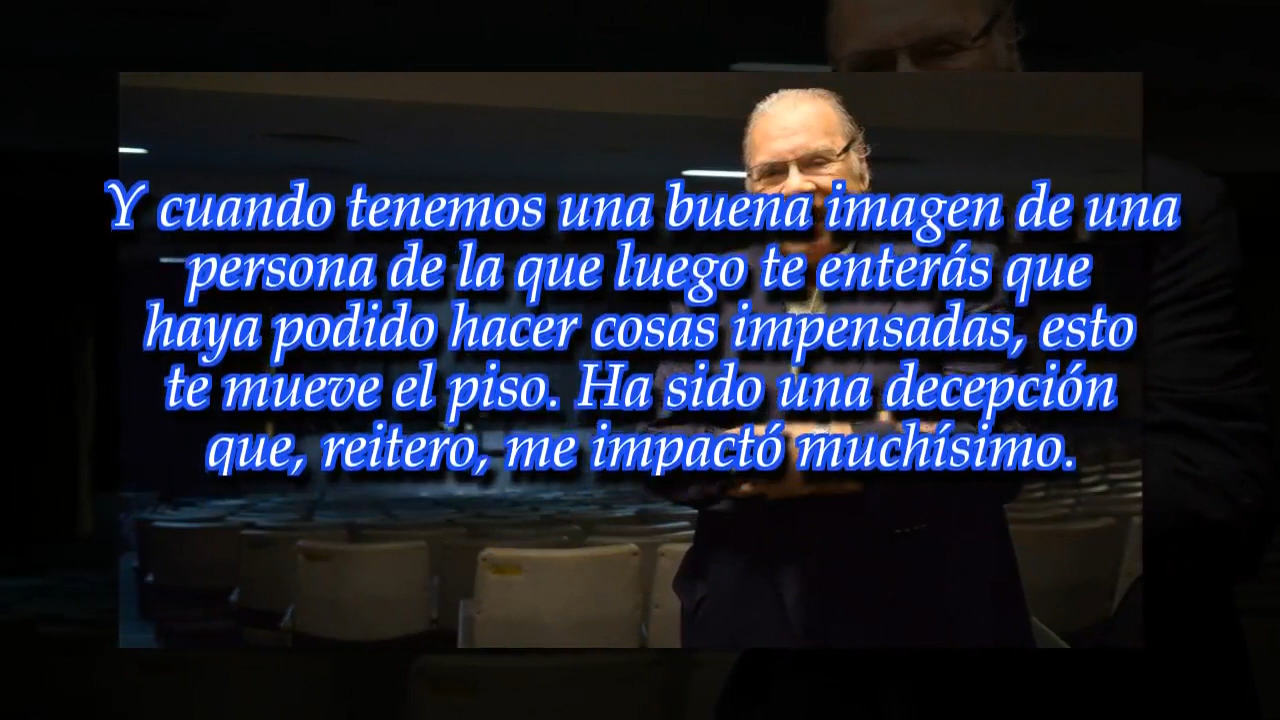 Y cuando tenemos una buena imagen de una
persona de la que luego te enterás que
haya podido hacer cosas impensadas, esto
te mueve el piso. Ha sido una decepción
que, reitero, me impactó muchísimo.